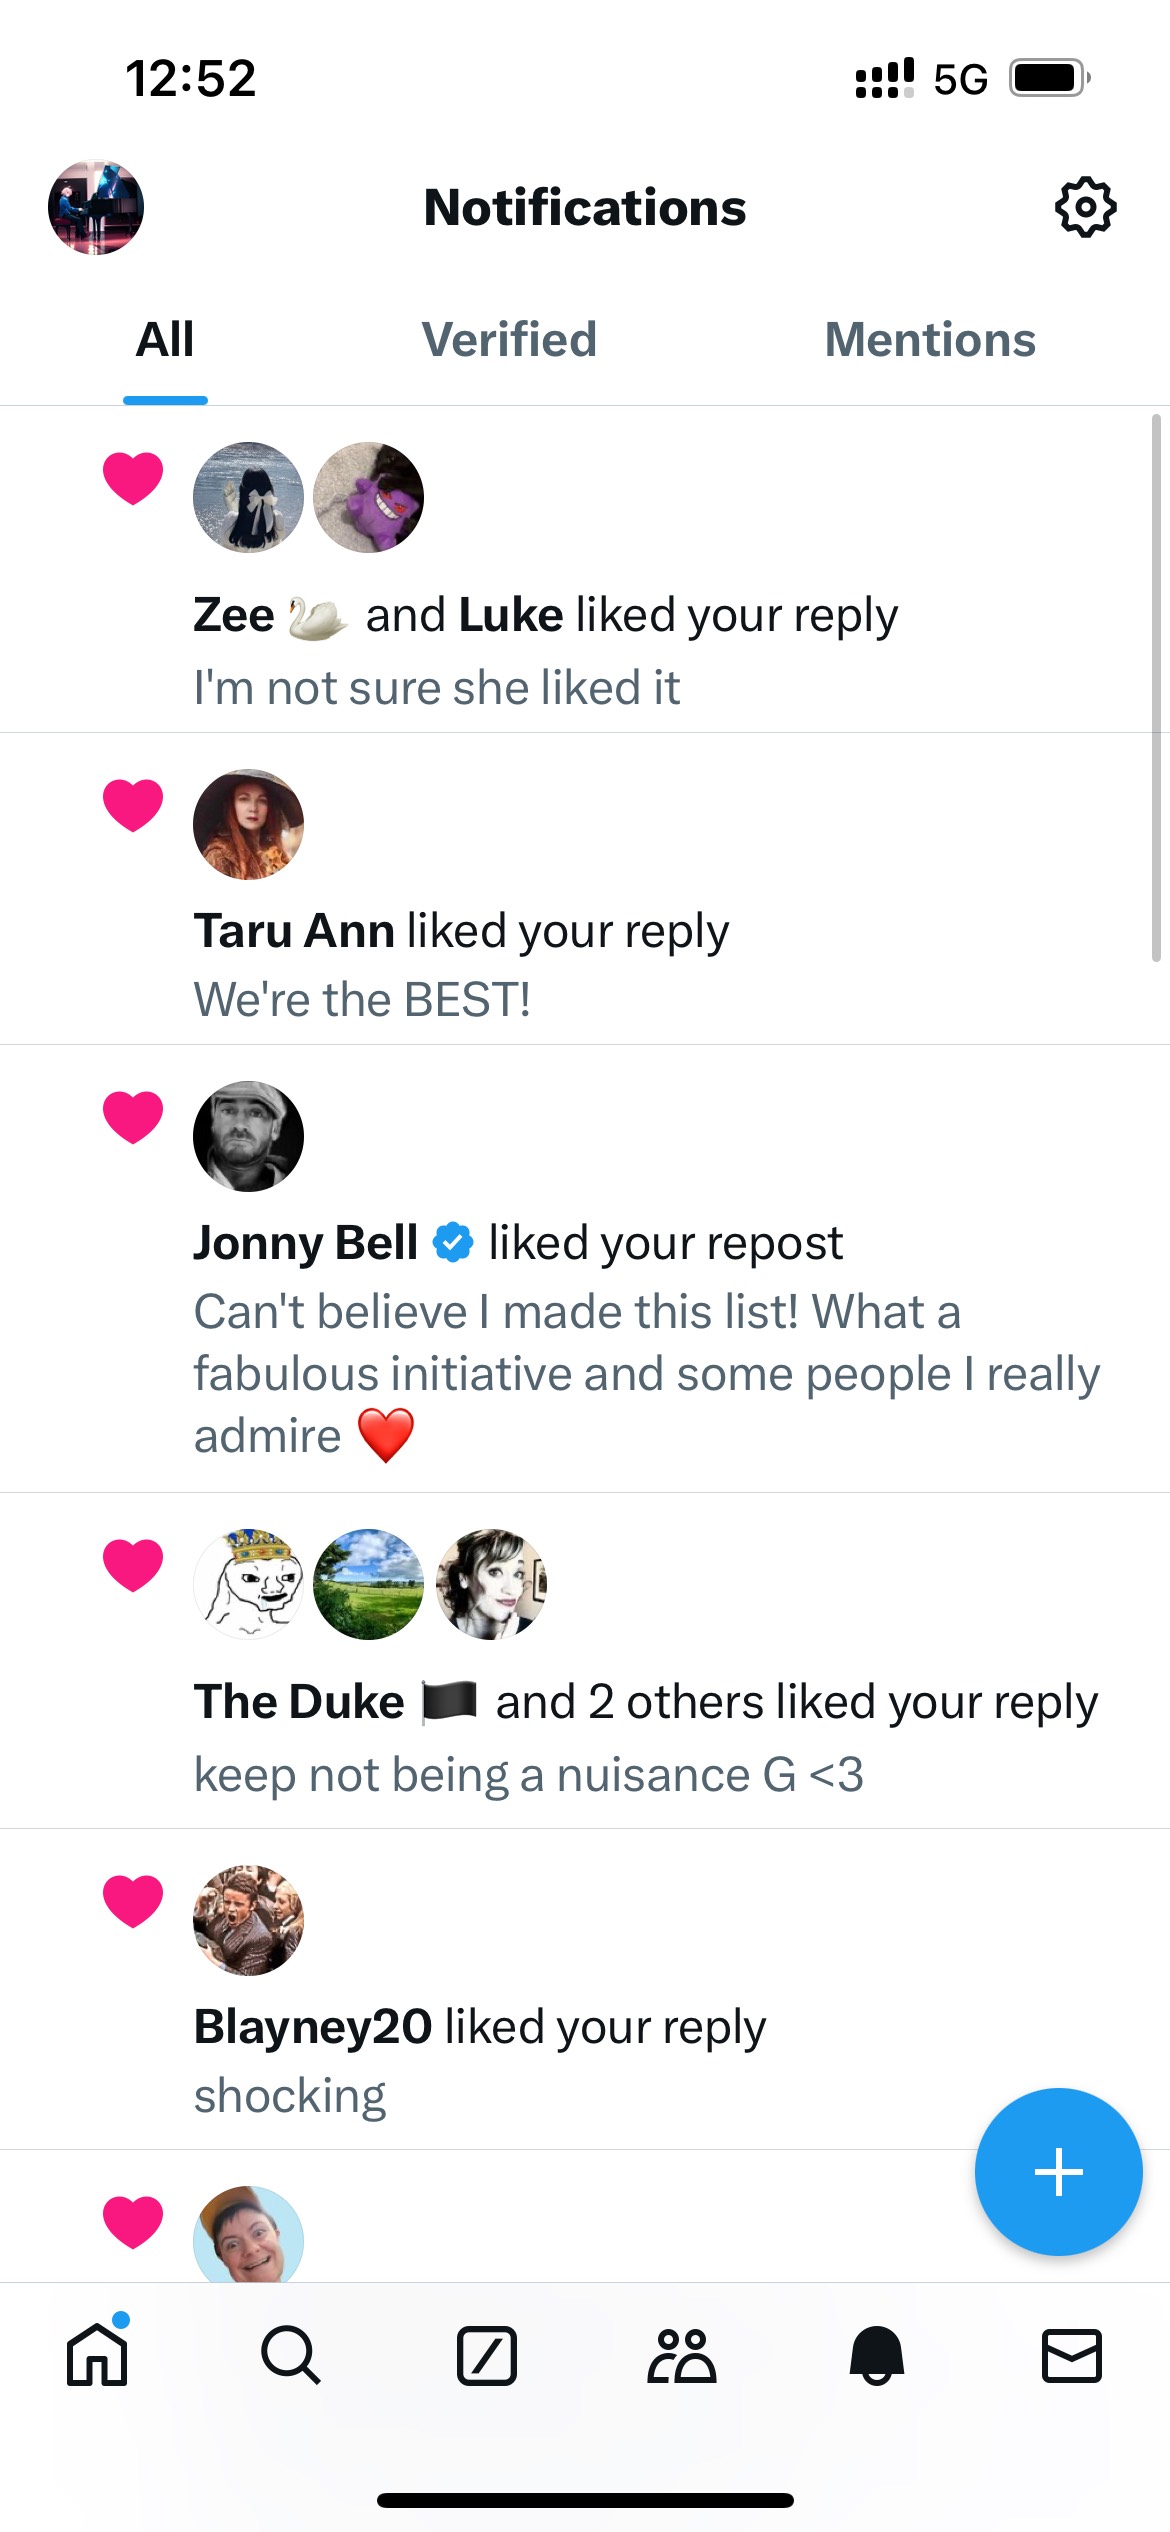 12:52
5G
Notifications
All
Verified
Mentions
Zee 🦢 and Luke liked your reply
I'm not sure she liked it
Taru Ann liked your reply
We're the BEST!
Jonny Bell liked your repost
Can't believe I made this list! What a
fabulous initiative and some people I really
admire ❤️
The Duke 🏴 and 2 others liked your reply
keep not being a nuisance G <3
Blayney20 liked your reply
shocking